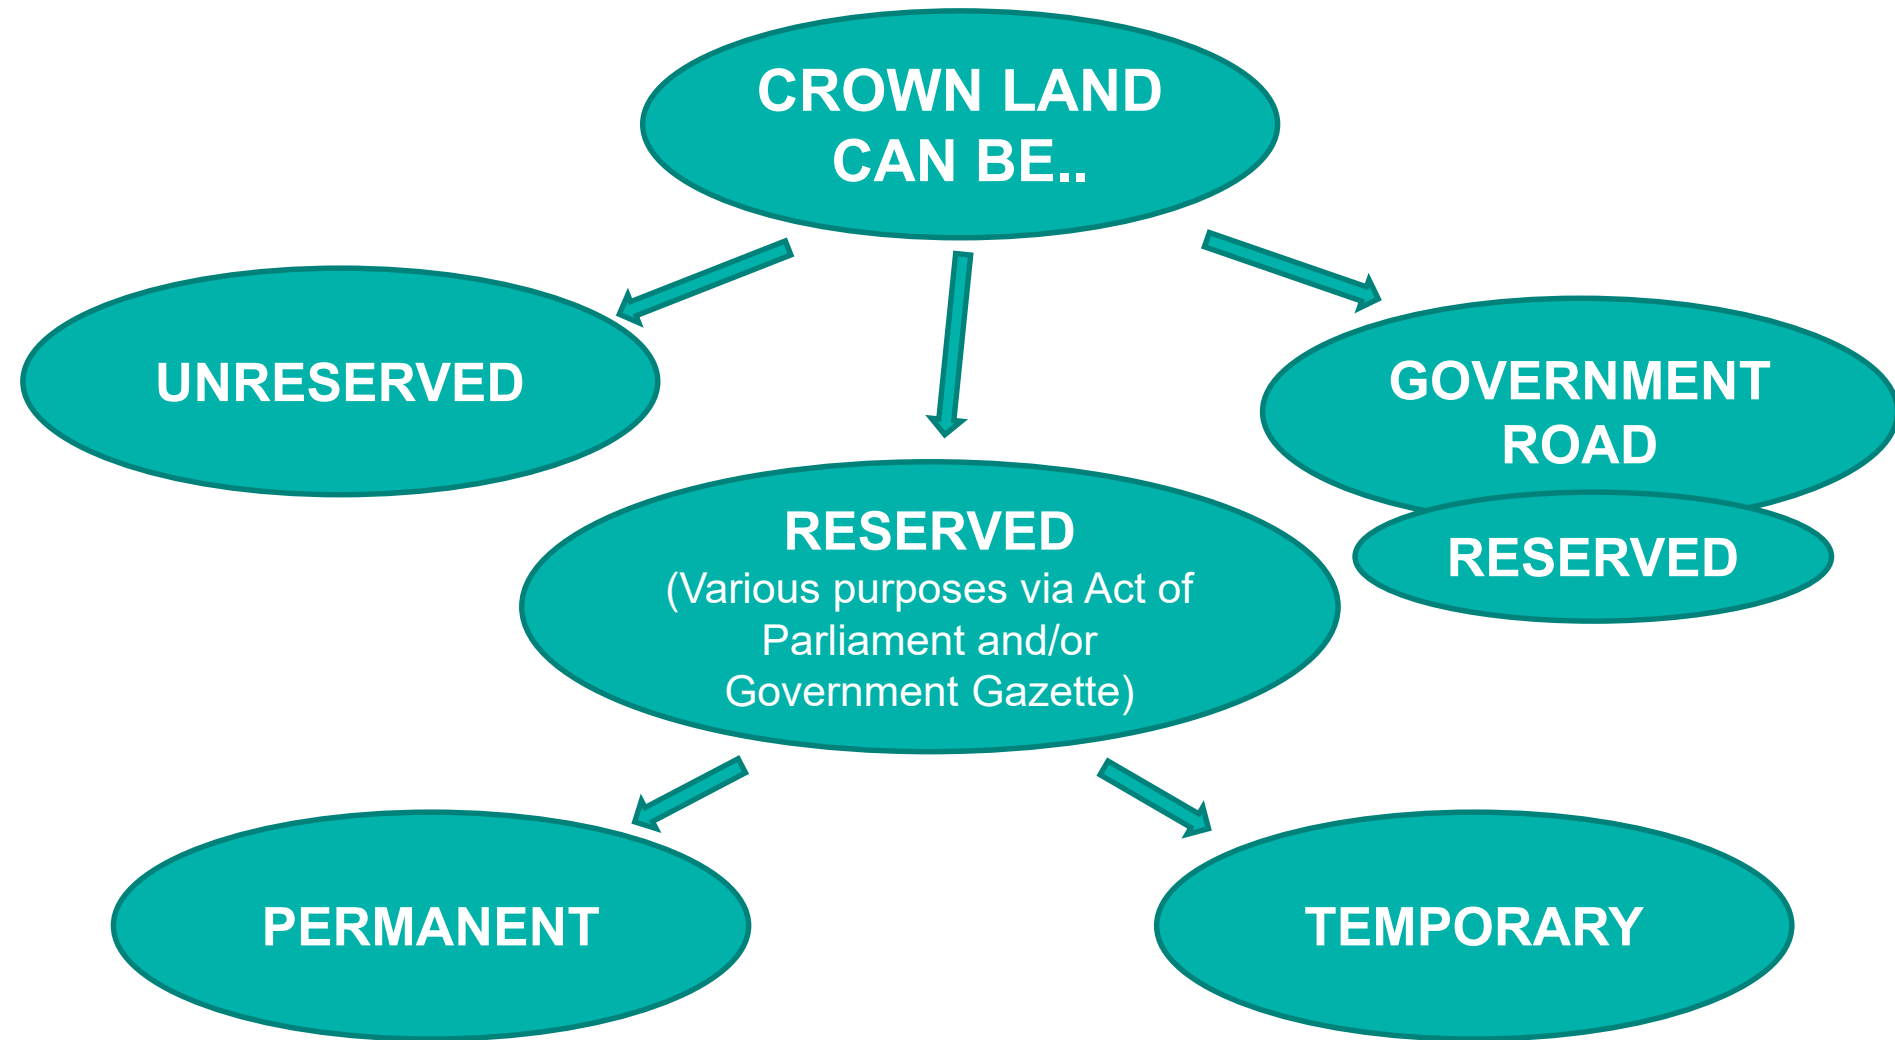 CROWN LAND
CAN BE..
UNRESERVED
GOVERNMENT
ROAD
RESERVED
RESERVED
(Various purposes via Act of
Parliament and/or
Government Gazette)
PERMANENT
TEMPORARY